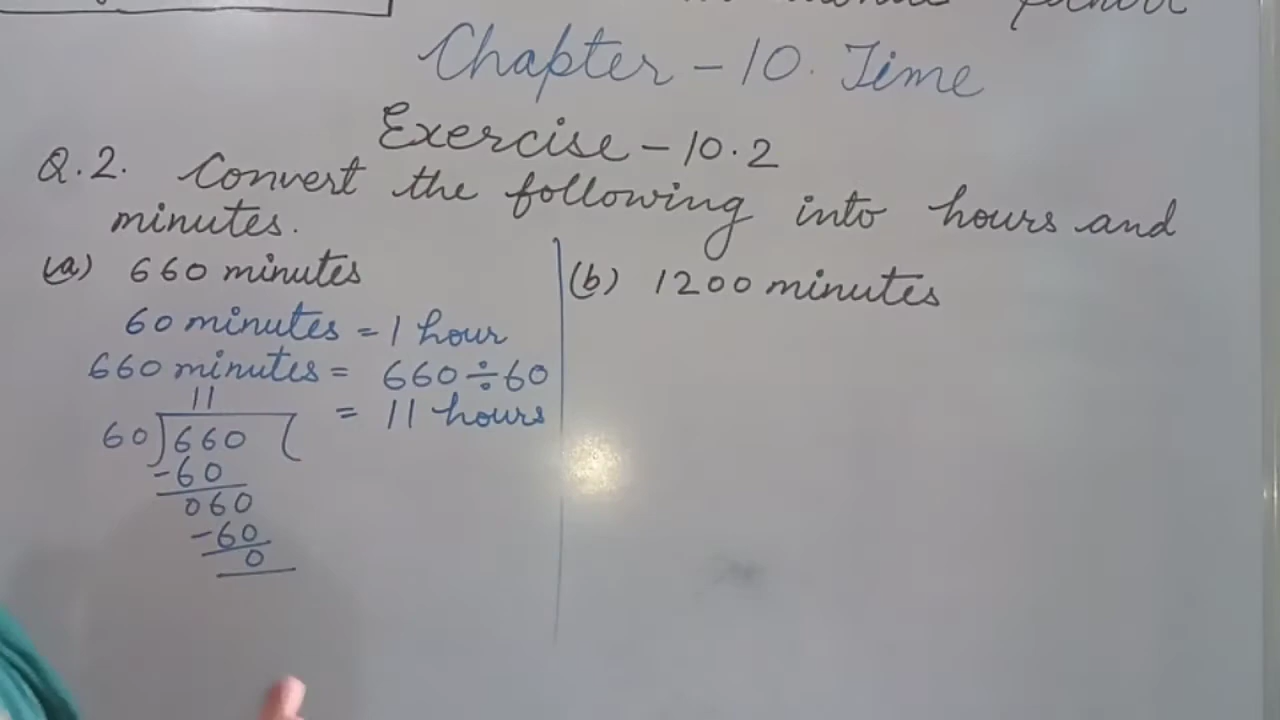 Chapter - 10. Time
Exercise - 10.2
Q.2. Convert the following into hours and
minutes.
(a) 660 minutes
60 minutes = 1 hour
660 minutes = 660 ÷ 60
= 11 hours
11
60)660(
-60
060
-60
0
(b) 1200 minutes